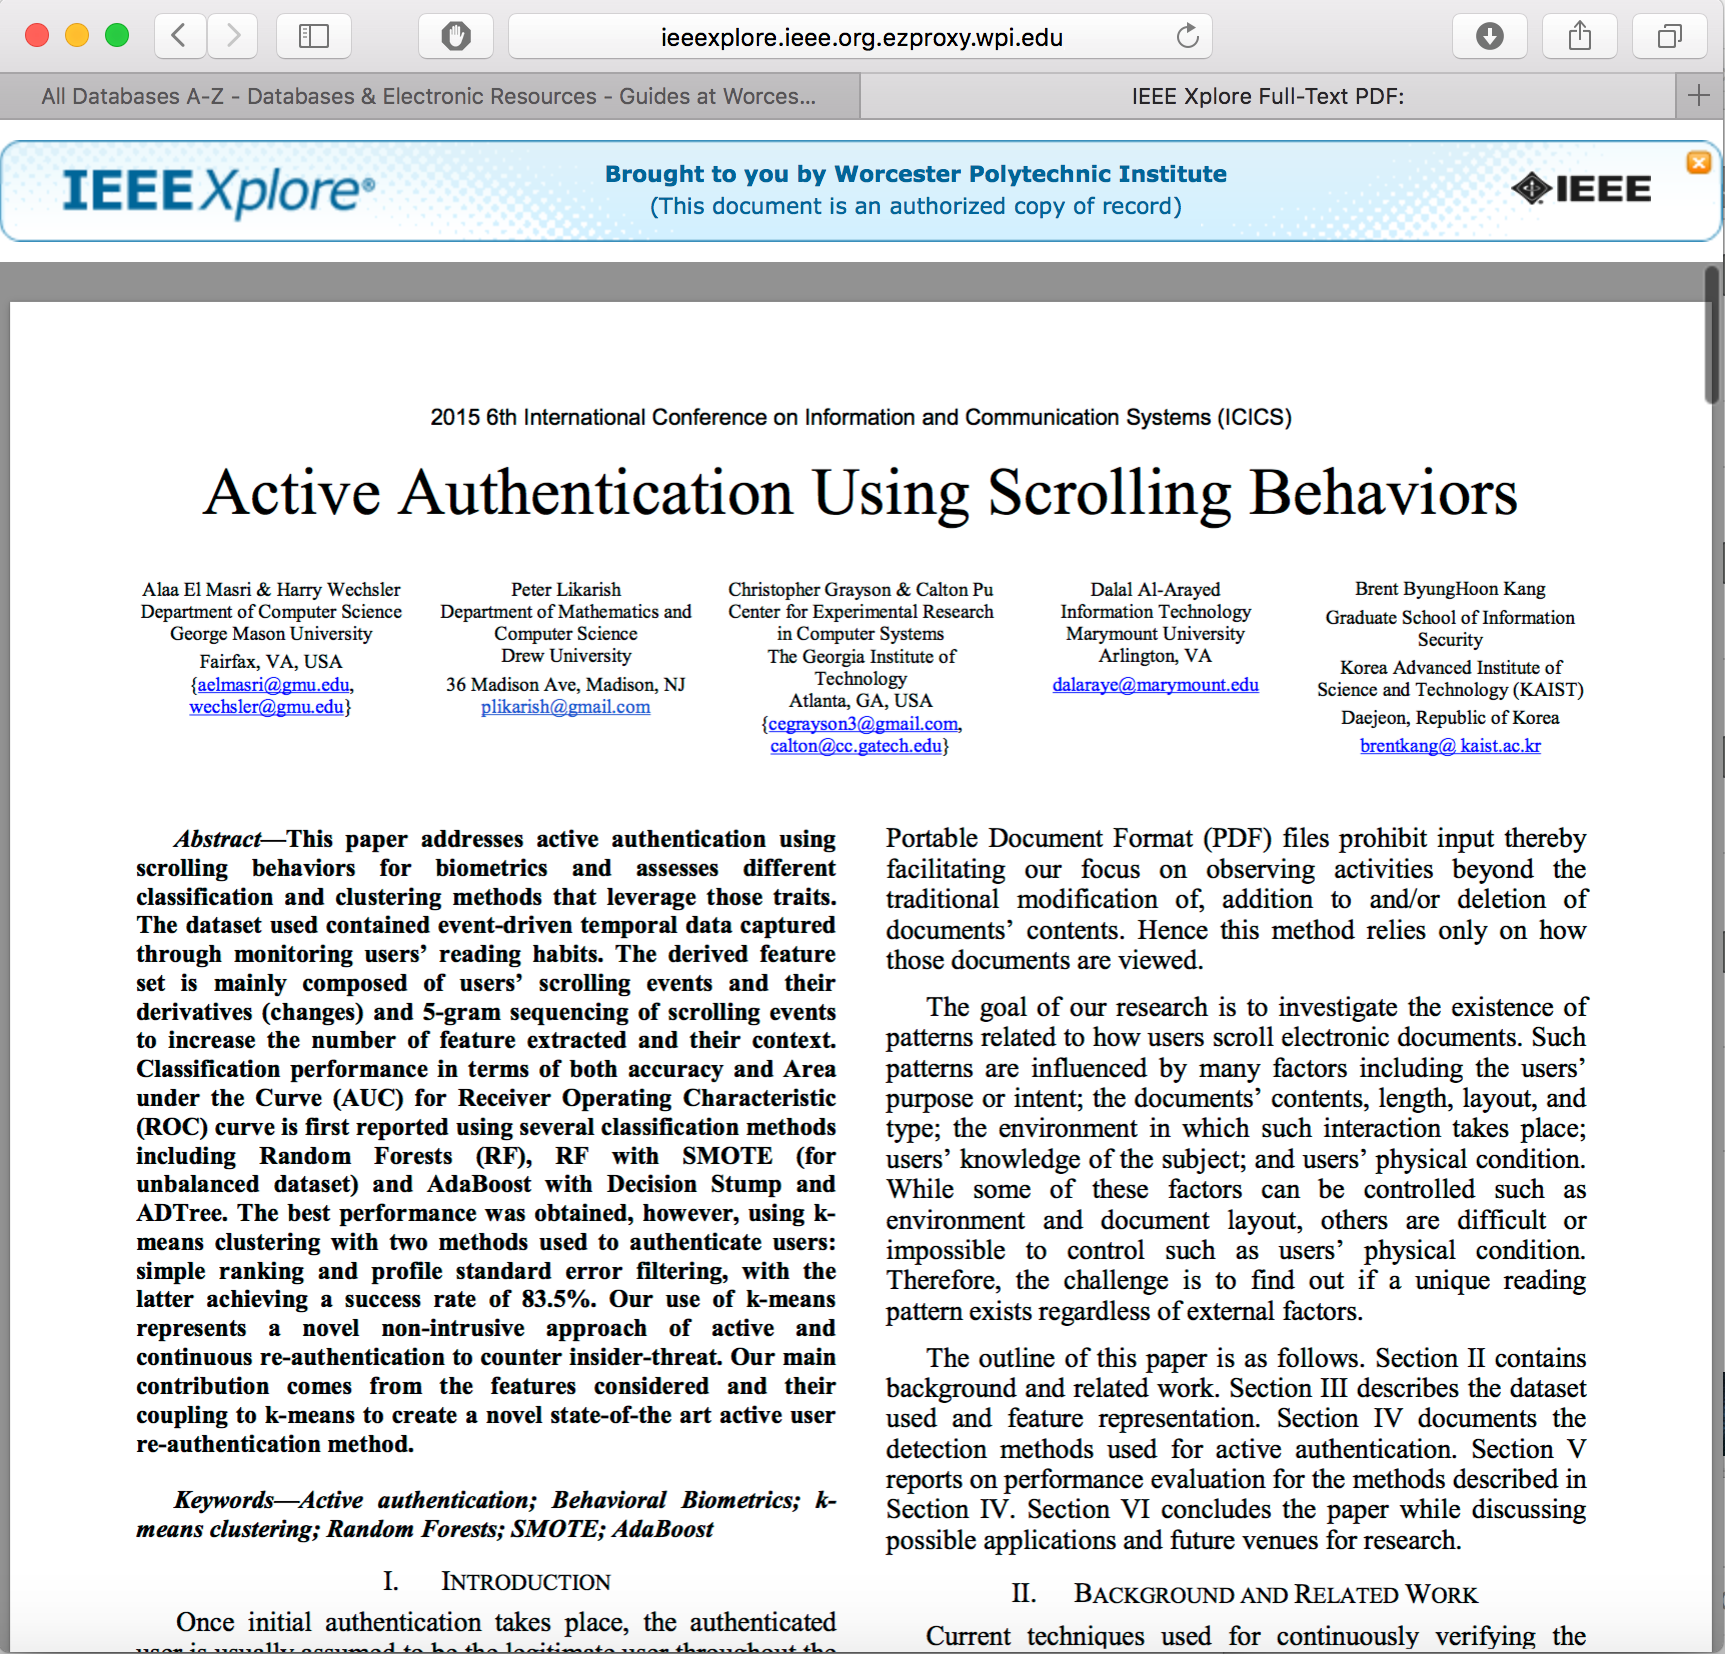 ieeexplore.ieee.org.ezproxy.wpi.edu
All Databases A-Z - Databases & Electronic Resources - Guides at Worces...
IEEE Xplore Full-Text PDF:
IEEE Xplore®
Brought to you by Worcester Polytechnic Institute
(This document is an authorized copy of record)
IEEE
2015 6th International Conference on Information and Communication Systems (ICICS)
Active Authentication Using Scrolling Behaviors
Alaa El Masri & Harry Wechsler
Department of Computer Science
George Mason University
Fairfax, VA, USA
{aelmasri@gmu.edu,
wechsler@gmu.edu}
Peter Likarish
Department of Mathematics and
Computer Science
Drew University
36 Madison Ave, Madison, NJ
plikarish@gmail.com
Christopher Grayson & Calton Pu
Center for Experimental Research
in Computer Systems
The Georgia Institute of
Technology
Atlanta, GA, USA
{cegrayson3@gmail.com,
calton@cc.gatech.edu}
Dalal Al-Arayed
Information Technology
Marymount University
Arlington, VA
dalaraye@marymount.edu
Brent ByungHoon Kang
Graduate School of Information
Security
Korea Advanced Institute of
Science and Technology (KAIST)
Daejeon, Republic of Korea
brentkang@ kaist.ac.kr
Abstract—This paper addresses active authentication using
scrolling behaviors for biometrics and assesses different
classification and clustering methods that leverage those traits.
The dataset used contained event-driven temporal data captured
through monitoring users’ reading habits. The derived feature
set is mainly composed of users’ scrolling events and their
derivatives (changes) and 5-gram sequencing of scrolling events
to increase the number of feature extracted and their context.
Classification performance in terms of both accuracy and Area
under the Curve (AUC) for Receiver Operating Characteristic
(ROC) curve is first reported using several classification methods
including Random Forests (RF), RF with SMOTE (for
unbalanced dataset) and AdaBoost with Decision Stump and
ADTree. The best performance was obtained, however, using k-
means clustering with two methods used to authenticate users:
simple ranking and profile standard error filtering, with the
latter achieving a success rate of 83.5%. Our use of k-means
represents a novel non-intrusive approach of active and
continuous re-authentication to counter insider-threat. Our main
contribution comes from the features considered and their
coupling to k-means to create a novel state-of-the art active user
re-authentication method.
Keywords—Active authentication; Behavioral Biometrics; k-
means clustering; Random Forests; SMOTE; AdaBoost
I. INTRODUCTION
Once initial authentication takes place, the authenticated
user is usually assumed to be the legitimate user throughout the
Portable Document Format (PDF) files prohibit input thereby
facilitating our focus on observing activities beyond the
traditional modification of, addition to and/or deletion of
documents’ contents. Hence this method relies only on how
those documents are viewed.
The goal of our research is to investigate the existence of
patterns related to how users scroll electronic documents. Such
patterns are influenced by many factors including the users’
purpose or intent; the documents’ contents, length, layout, and
type; the environment in which such interaction takes place;
users’ knowledge of the subject; and users’ physical condition.
While some of these factors can be controlled such as
environment and document layout, others are difficult or
impossible to control such as users’ physical condition.
Therefore, the challenge is to find out if a unique reading
pattern exists regardless of external factors.
The outline of this paper is as follows. Section II contains
background and related work. Section III describes the dataset
used and feature representation. Section IV documents the
detection methods used for active authentication. Section V
reports on performance evaluation for the methods described in
Section IV. Section VI concludes the paper while discussing
possible applications and future venues for research.
II. BACKGROUND AND RELATED WORK
Current techniques used for continuously verifying the